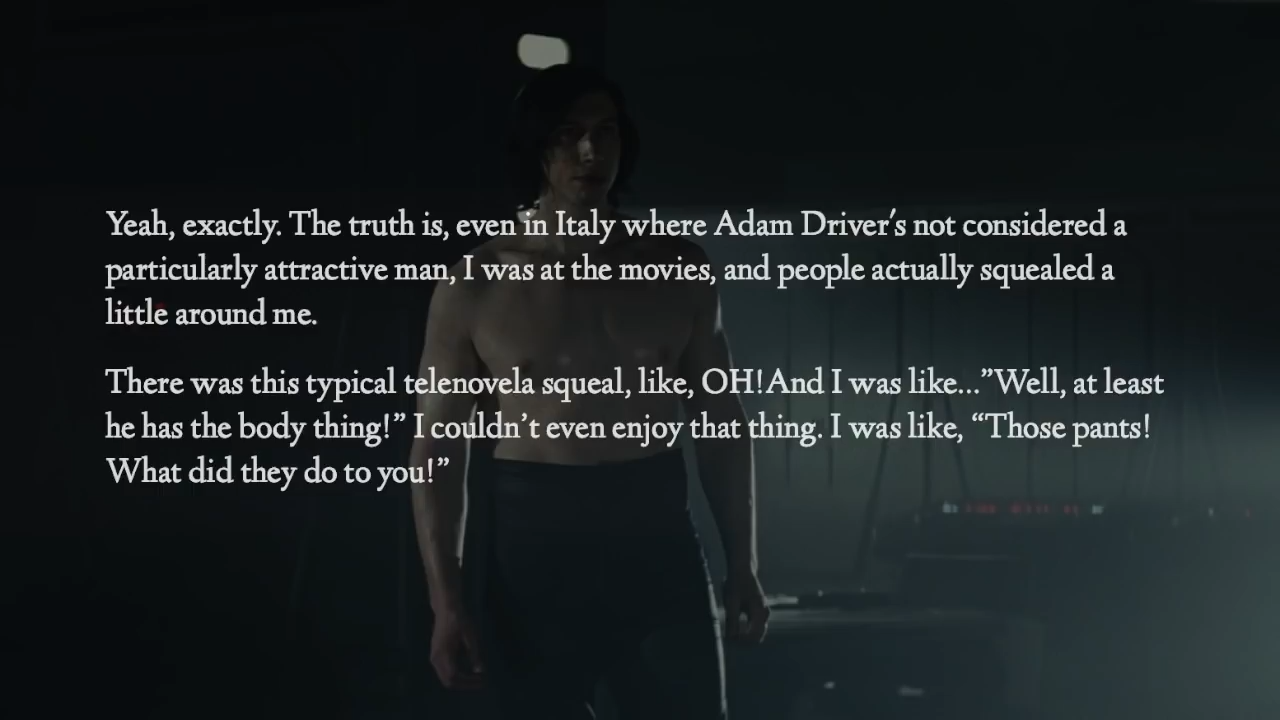 Yeah, exactly. The truth is, even in Italy where Adam Driver's not considered a
particularly attractive man, I was at the movies, and people actually squealed a
little around me.
There was this typical telenovela squeal, like, OH!And I was like...”Well, at least
he has the body thing!” I couldn’t even enjoy that thing. I was like, “Those pants!
What did they do to you!”